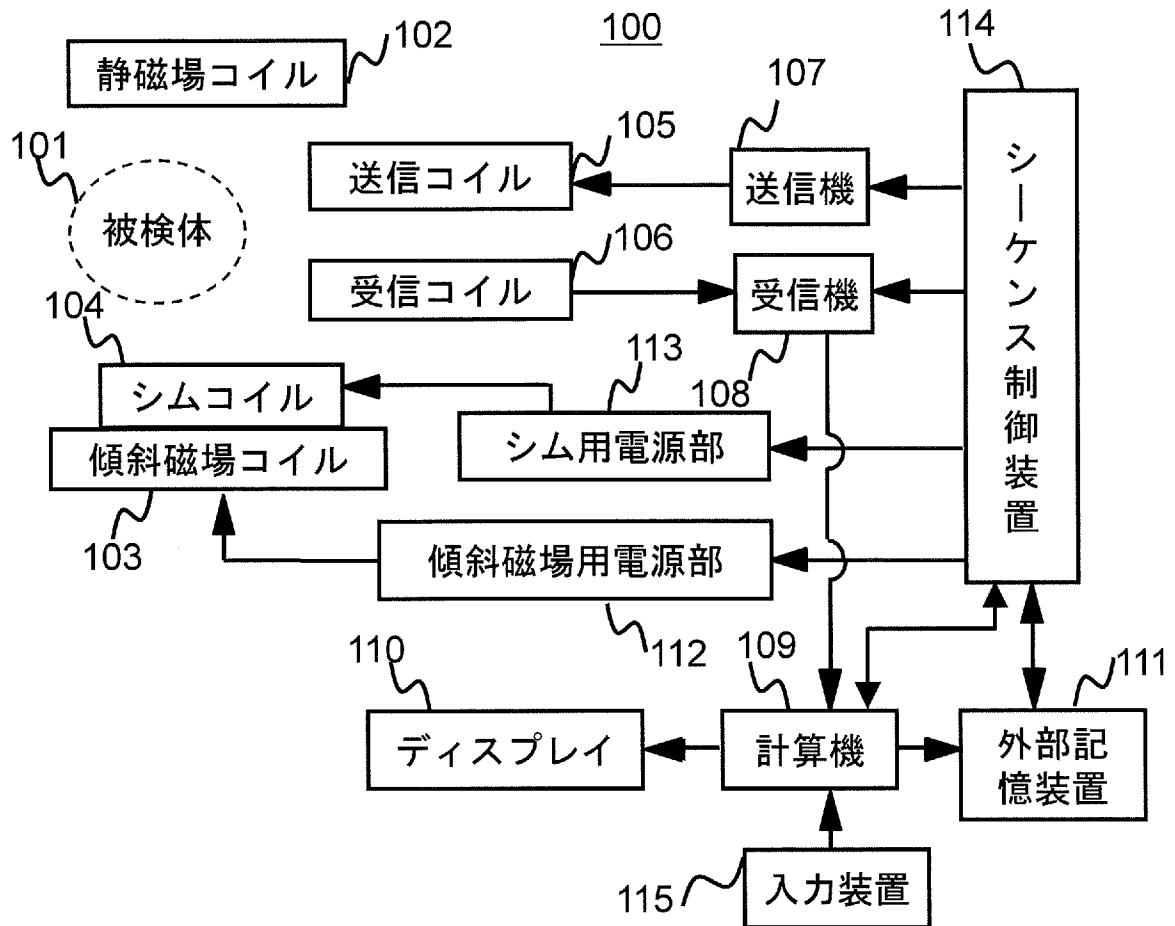 100
102
静磁場コイル
114
シーケンス制御装置
101
被検体
105
送信コイル
107
送信機
106
受信コイル
受信機
108
104
シムコイル
113
シム用電源部
傾斜磁場コイル
103
傾斜磁場用電源部
112
110
ディスプレイ
109
計算機
111
外部記
憶装置
115
入力装置